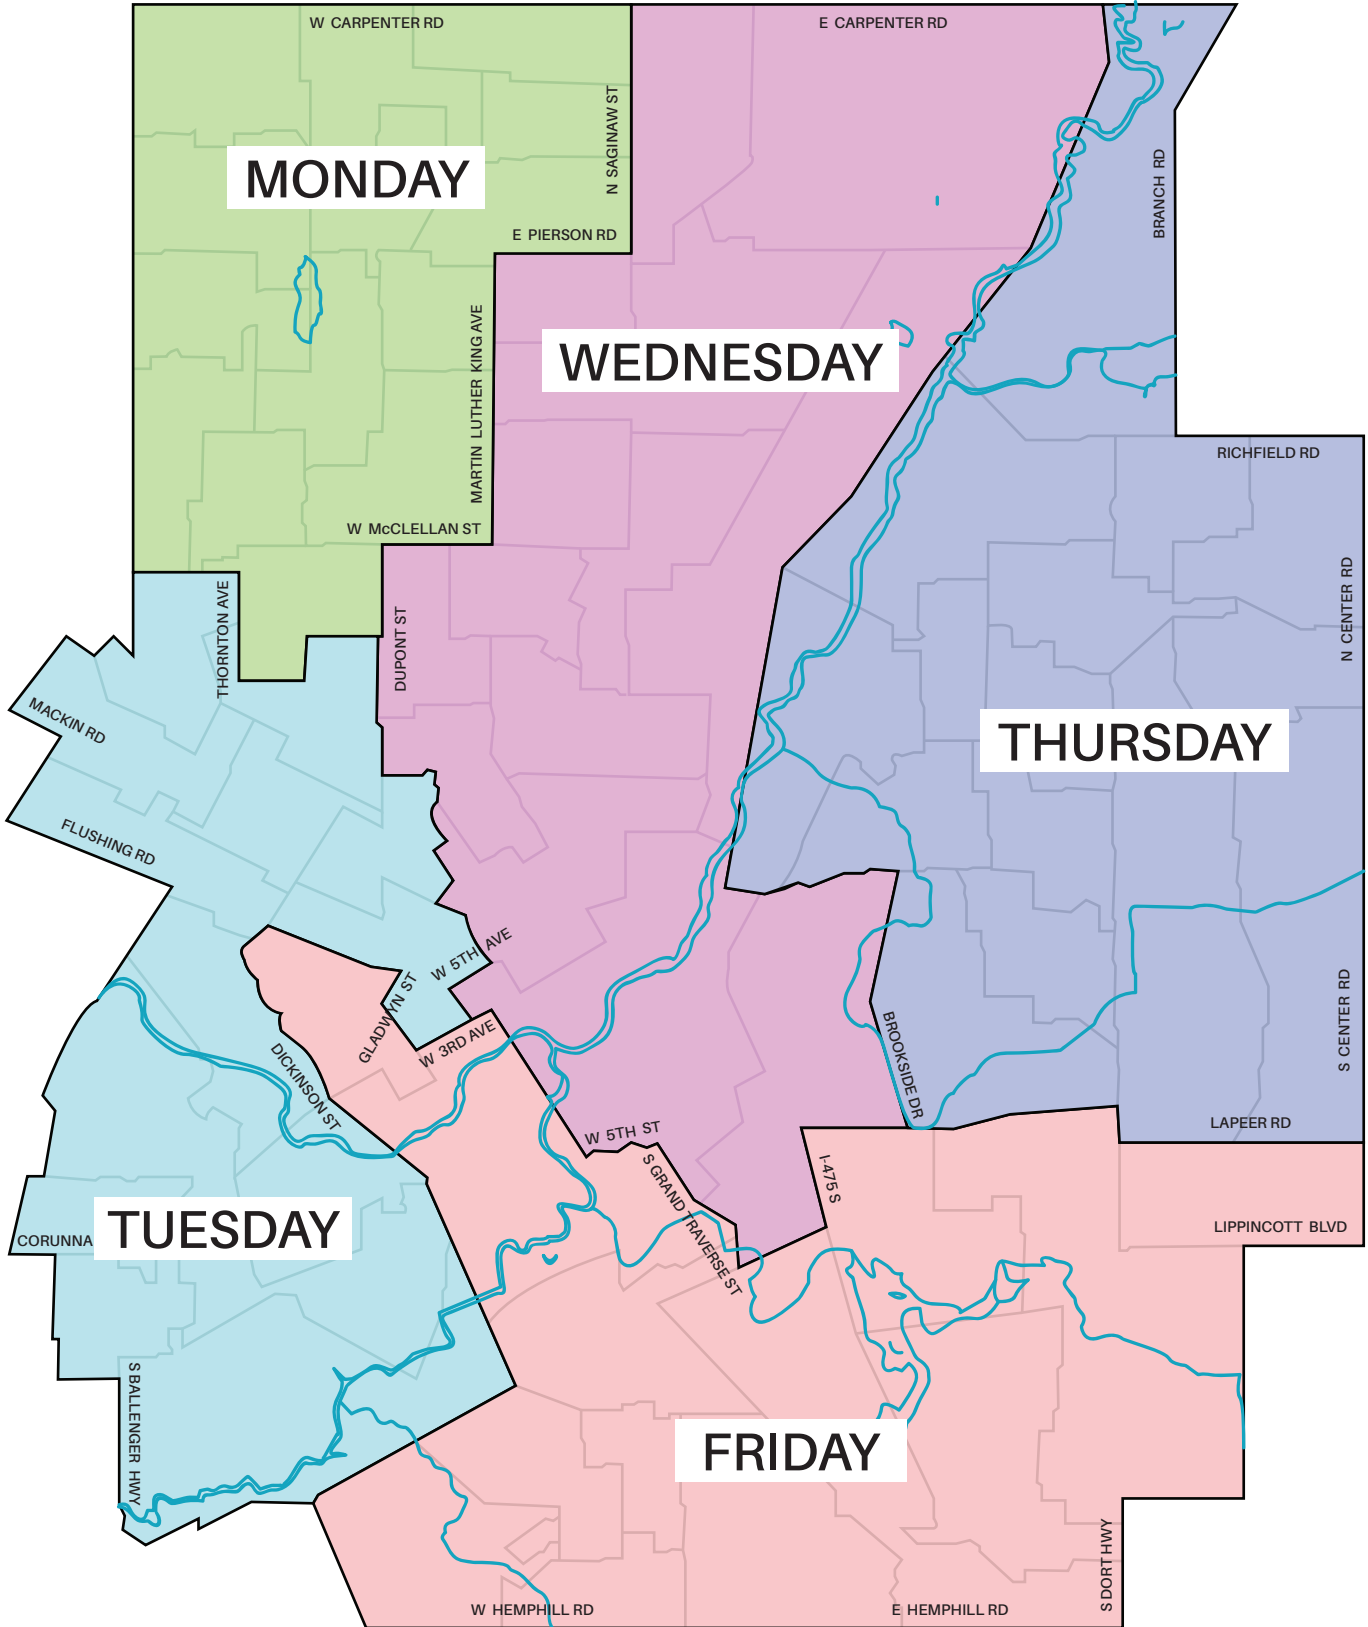 W CARPENTER RD
E CARPENTER RD
N SAGINAW ST
MONDAY
BRANCH RD
E PIERSON RD
MARTIN LUTHER KING AVE
WEDNESDAY
RICHFIELD RD
W McCLELLAN ST
N CENTER RD
THORNTON AVE
DUPONT ST
MACKIN RD
THURSDAY
FLUSHING RD
W 5TH AVE
GLADWYN ST
W 3RD AVE
DICKINSON ST
BROOKSIDE DR
S CENTER RD
LAPEER RD
W 5TH ST
S GRAND TRAVERSE ST
I-475 S
LIPPINCOTT BLVD
TUESDAY
CORUNNA
S BALLENGER HWY
FRIDAY
S DORT HWY
W HEMPHILL RD
E HEMPHILL RD